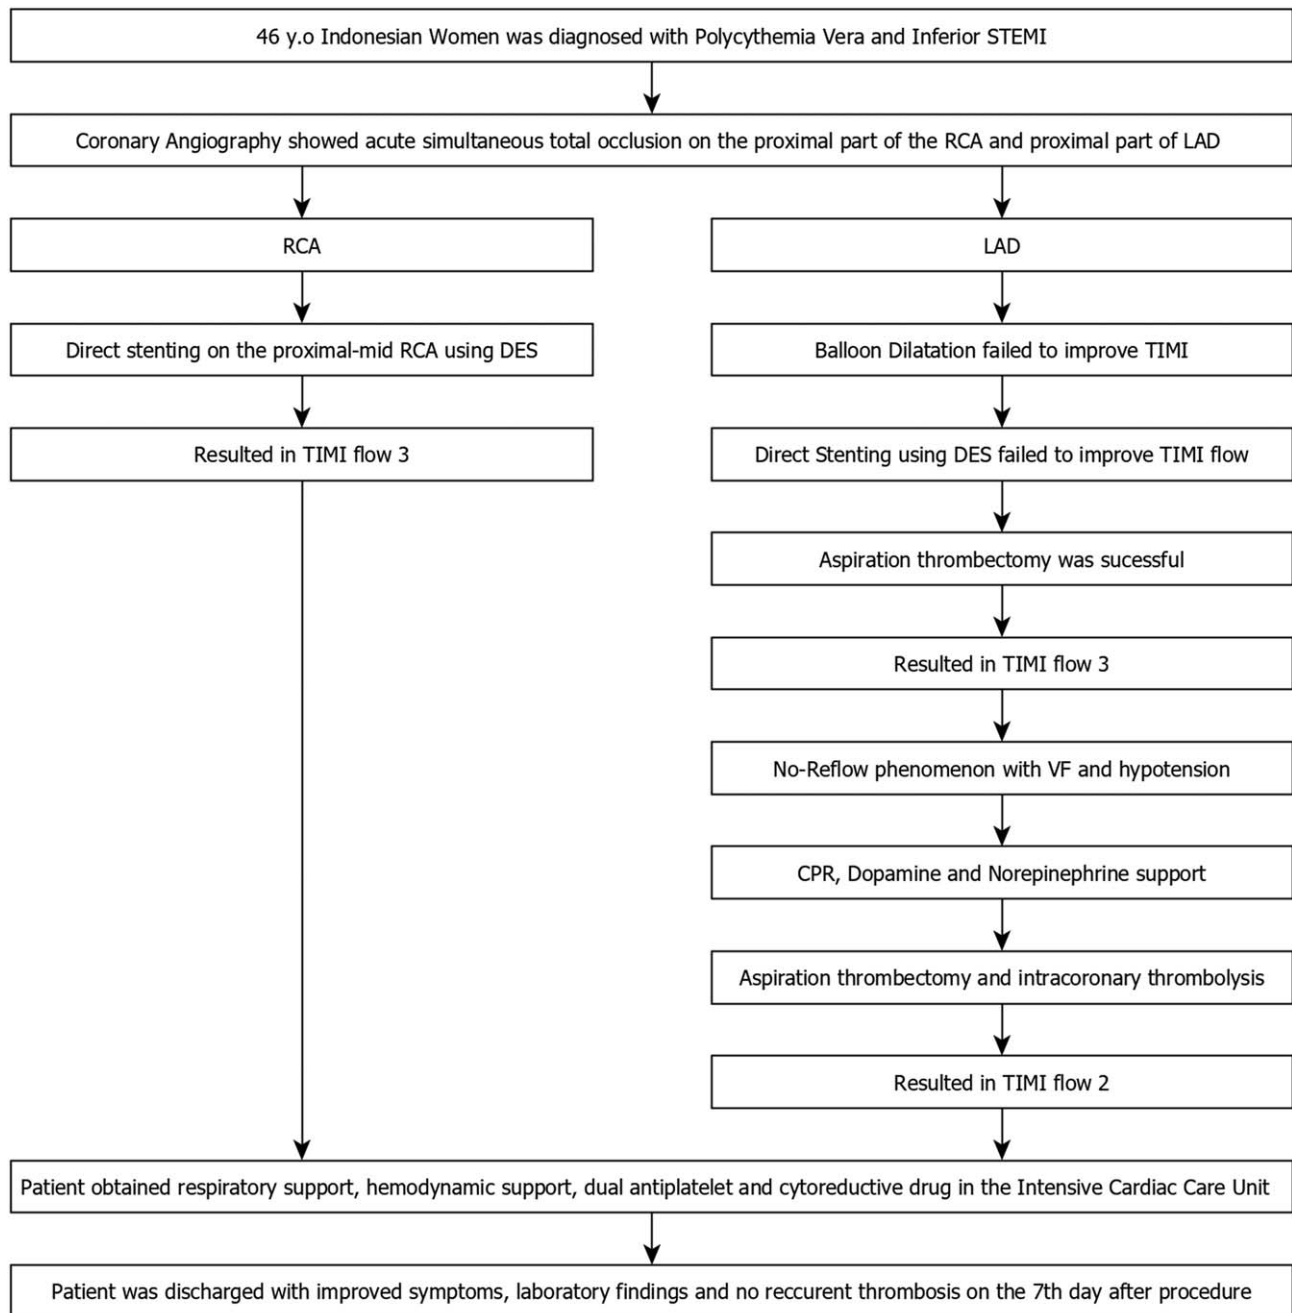 46 y.o Indonesian Women was diagnosed with Polycythemia Vera and Inferior STEMI
Coronary Angiography showed acute simultaneous total occlusion on the proximal part of the RCA and proximal part of LAD
RCA
Direct stenting on the proximal-mid RCA using DES
Resulted in TIMI flow 3
LAD
Balloon Dilatation failed to improve TIMI
Direct Stenting using DES failed to improve TIMI flow
Aspiration thrombectomy was sucessful
Resulted in TIMI flow 3
No-Reflow phenomenon with VF and hypotension
CPR, Dopamine and Norepinephrine support
Aspiration thrombectomy and intracoronary thrombolysis
Resulted in TIMI flow 2
Patient obtained respiratory support, hemodynamic support, dual antiplatelet and cytoreductive drug in the Intensive Cardiac Care Unit
Patient was discharged with improved symptoms, laboratory findings and no reccurent thrombosis on the 7th day after procedure